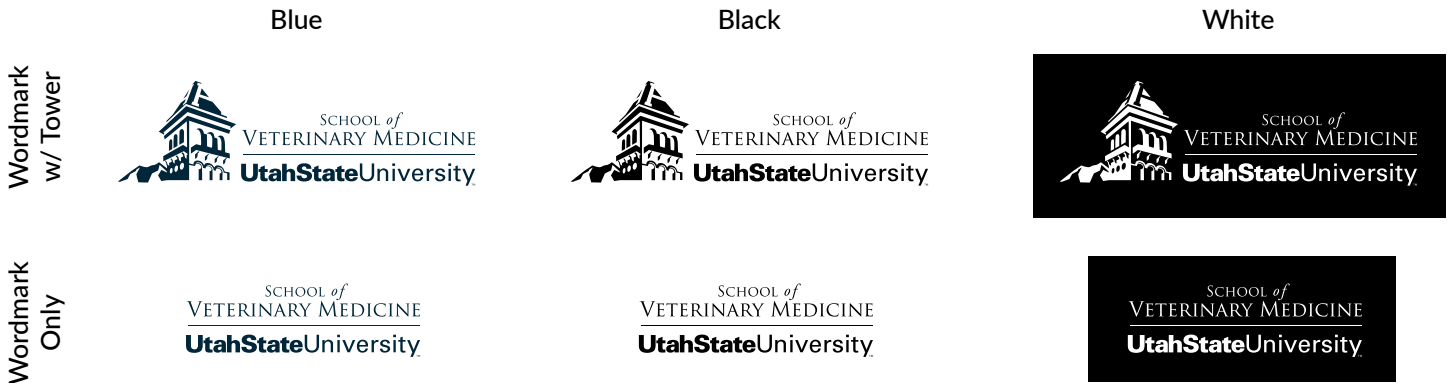 Blue
Black
White
Wordmark
w/ Tower
SCHOOL of
VETERINARY MEDICINE
UtahStateUniversity
SCHOOL of
VETERINARY MEDICINE
UtahStateUniversity
SCHOOL of
VETERINARY MEDICINE
UtahStateUniversity
Wordmark
Only
SCHOOL of
VETERINARY MEDICINE
UtahStateUniversity
SCHOOL of
VETERINARY MEDICINE
UtahStateUniversity
SCHOOL of
VETERINARY MEDICINE
UtahStateUniversity